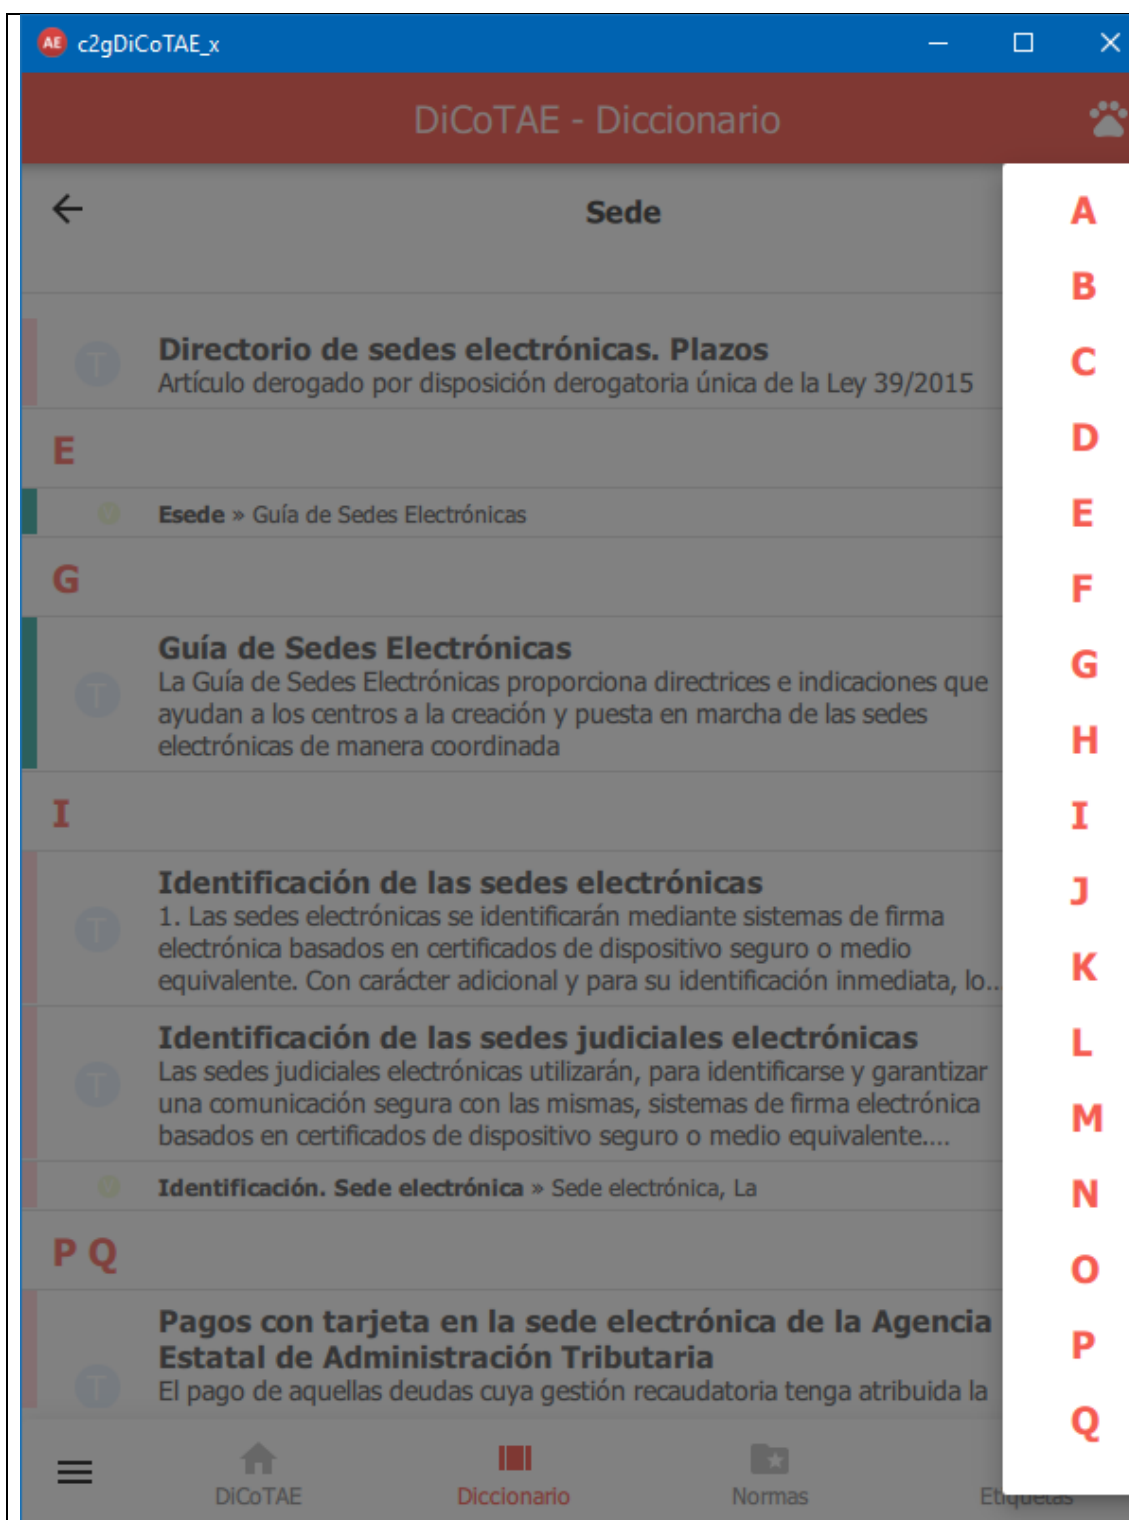 AE c2gDiCoTAE_x
DiCoTAE - Diccionario
Sede
T
Directorio de sedes electrónicas. Plazos
Artículo derogado por disposición derogatoria única de la Ley 39/2015
E
Esede » Guía de Sedes Electrónicas
G
T
Guía de Sedes Electrónicas
La Guía de Sedes Electrónicas proporciona directrices e indicaciones que
ayudan a los centros a la creación y puesta en marcha de las sedes
electrónicas de manera coordinada
I
T
Identificación de las sedes electrónicas
1. Las sedes electrónicas se identificarán mediante sistemas de firma
electrónica basados en certificados de dispositivo seguro o medio
equivalente. Con carácter adicional y para su identificación inmediata, lo...
T
Identificación de las sedes judiciales electrónicas
Las sedes judiciales electrónicas utilizarán, para identificarse y garantizar
una comunicación segura con las mismas, sistemas de firma electrónica
basados en certificados de dispositivo seguro o medio equivalente....
Identificación. Sede electrónica » Sede electrónica, La
P Q
T
Pagos con tarjeta en la sede electrónica de la Agencia
Estatal de Administración Tributaria
El pago de aquellas deudas cuya gestión recaudatoria tenga atribuida la
DiCoTAE
Diccionario
Normas
Etiquetas
A
B
C
D
E
F
G
H
I
J
K
L
M
N
O
P
Q